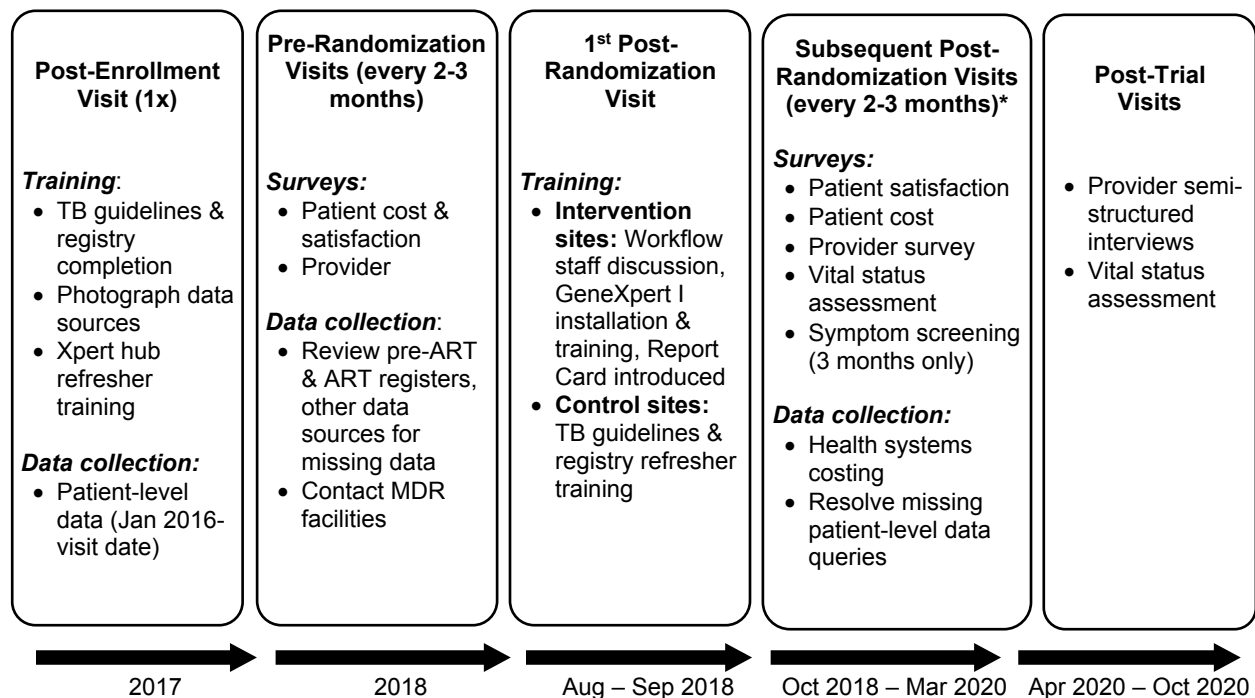 Post-Enrollment
Visit (1x)
Training:
• TB guidelines &
registry
completion
• Photograph data
sources
• Xpert hub
refresher
training
Data collection:
• Patient-level
data (Jan 2016-
visit date)
Pre-Randomization
Visits (every 2-3
months)
Surveys:
• Patient cost &
satisfaction
• Provider
Data collection:
• Review pre-ART
& ART registers,
other data
sources for
missing data
• Contact MDR
facilities
1st Post-
Randomization
Visit
Training:
• Intervention
sites: Workflow
staff discussion,
GeneXpert I
installation &
training, Report
Card introduced
• Control sites:
TB guidelines &
registry refresher
training
Subsequent Post-
Randomization Visits
(every 2-3 months)*
Surveys:
• Patient satisfaction
• Patient cost
• Provider survey
• Vital status
assessment
• Symptom screening
(3 months only)
Data collection:
• Health systems
costing
• Resolve missing
patient-level data
queries
Post-Trial
Visits
• Provider semi-
structured
interviews
• Vital status
assessment
2017
2018
Aug – Sep 2018
Oct 2018 – Mar 2020
Apr 2020 – Oct 2020